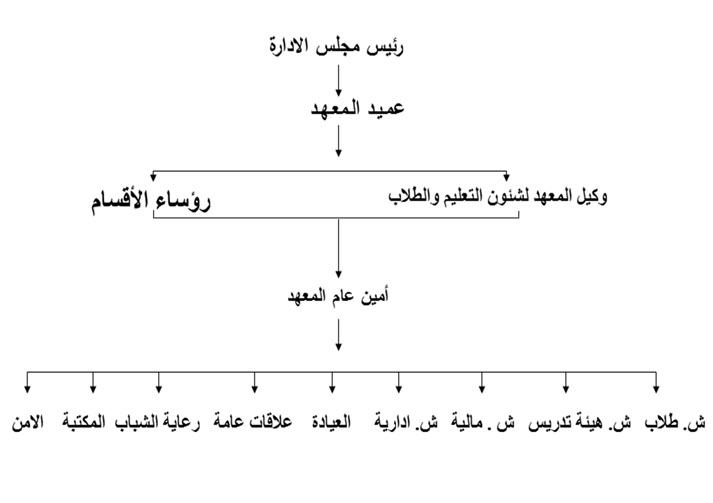 رئيس مجلس الادارة
عميد المعهد
وكيل المعهد لشئون التعليم والطلاب
رؤساء الأقسام
أمين عام المعهد
ش. طلاب
ش. هيئة تدريس
ش . مالية
ش. ادارية
العيادة
علاقات عامة
رعاية الشباب
المكتبة
الامن